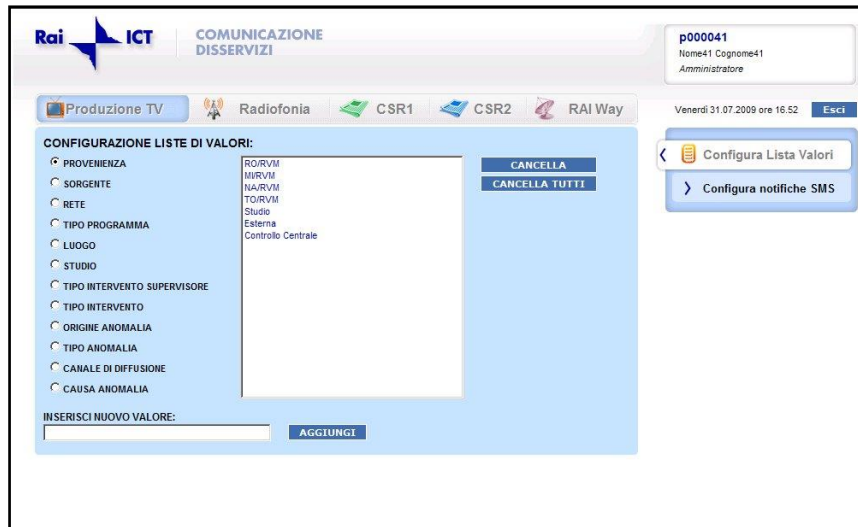 Rai ICT
COMUNICAZIONE
DISSERVIZI
p000041
Nome41 Cognome41
Amministratore
Produzione TV Radiofonia CSR1 CSR2 RAI Way
Venerdì 31.07.2009 ore 16.52 Esci
CONFIGURAZIONE LISTE DI VALORI:
PROVENIENZA
SORGENTE
RETE
TIPO PROGRAMMA
LUOGO
STUDIO
TIPO INTERVENTO SUPERVISORE
TIPO INTERVENTO
ORIGINE ANOMALIA
TIPO ANOMALIA
CANALE DI DIFFUSIONE
CAUSA ANOMALIA
RO/RVM
MI/RVM
NA/RVM
TO/RVM
Studio
Esterna
Controllo Centrale
CANCELLA
CANCELLA TUTTI
INSERISCI NUOVO VALORE:
AGGIUNGI
Configura Lista Valori
Configura notifiche SMS